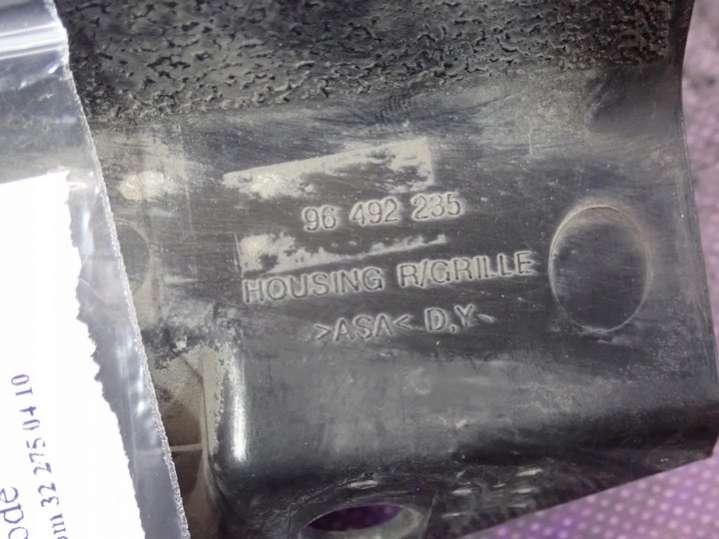 96 492 235
HOUSING R/GRILLE
>ASA< D,Y
ode
32 275 04 10